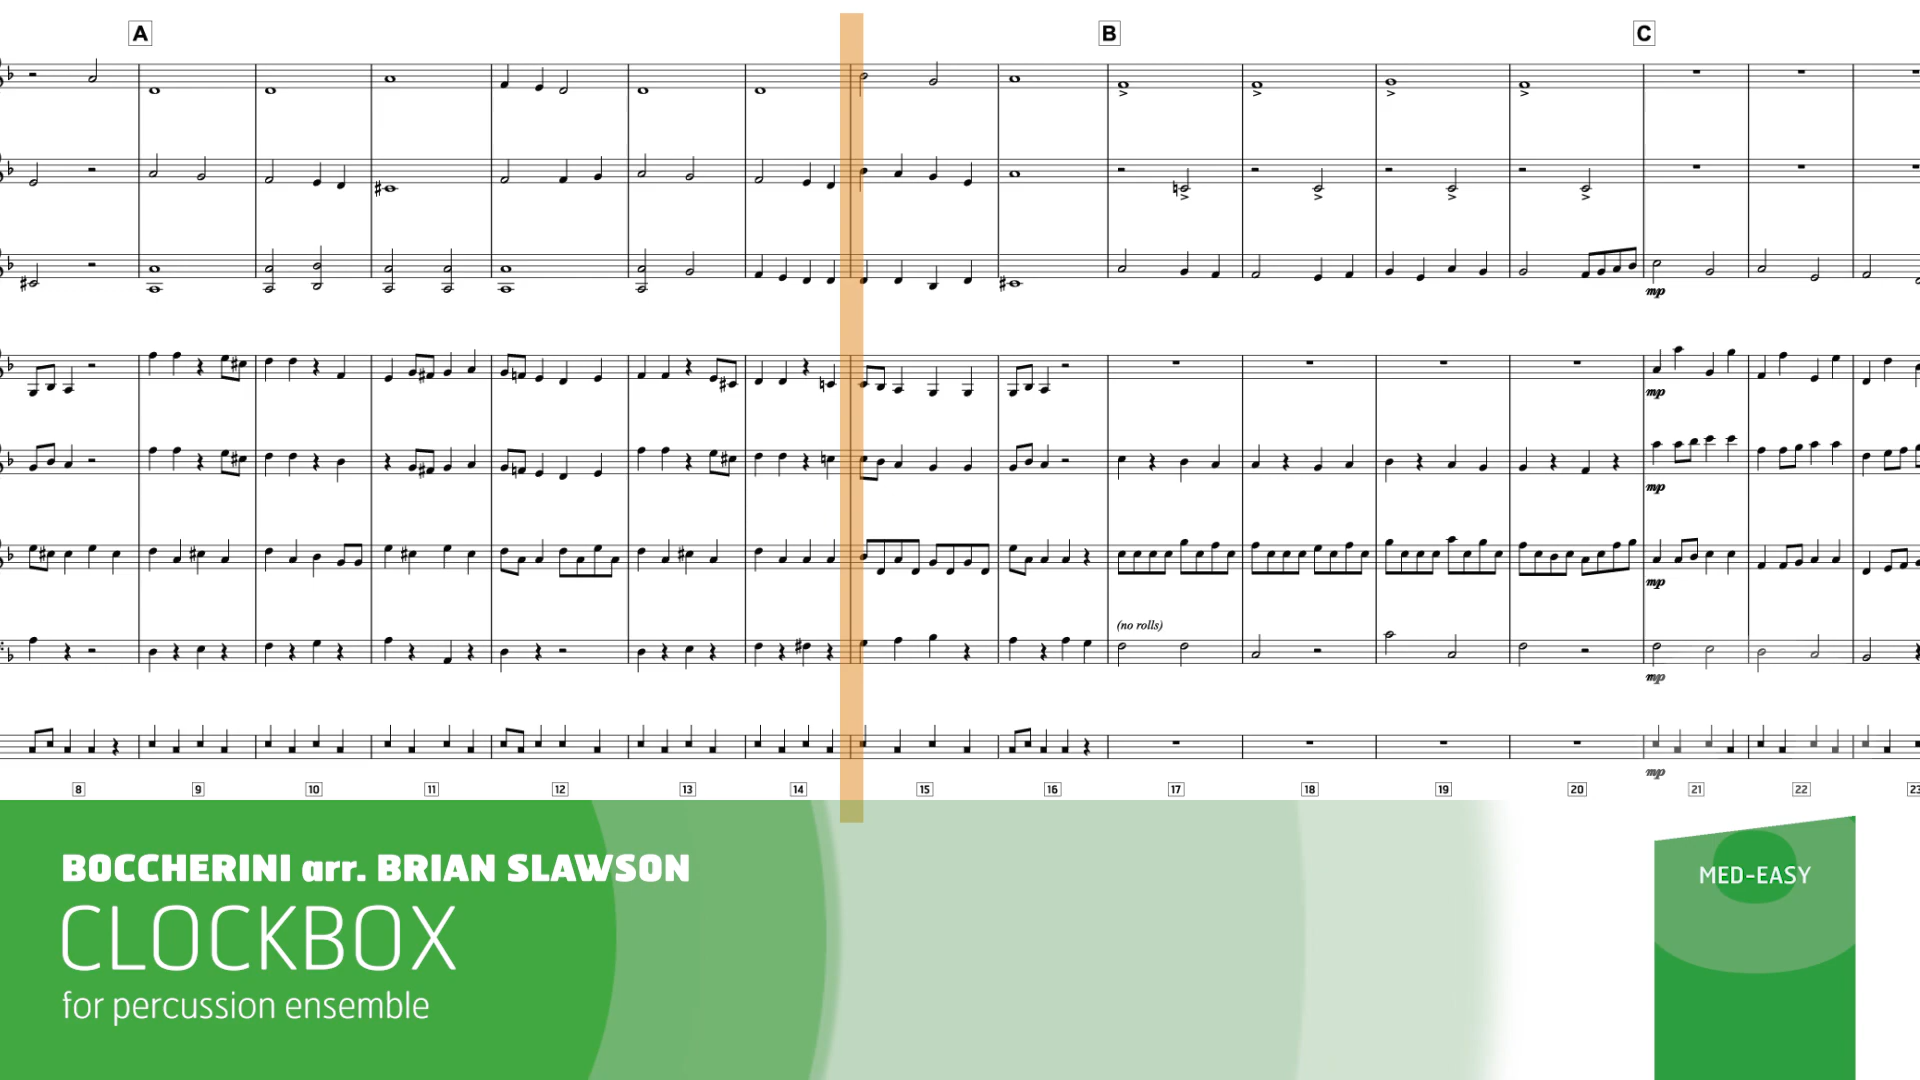 A B C
(no rolls)
mp
mp
mp
mp
mp
mp
8 9 10 11 12 13 14 15 16 17 18 19 20 21 22 23
BOCCHERINI arr. BRIAN SLAWSON
CLOCKBOX
for percussion ensemble
MED-EASY